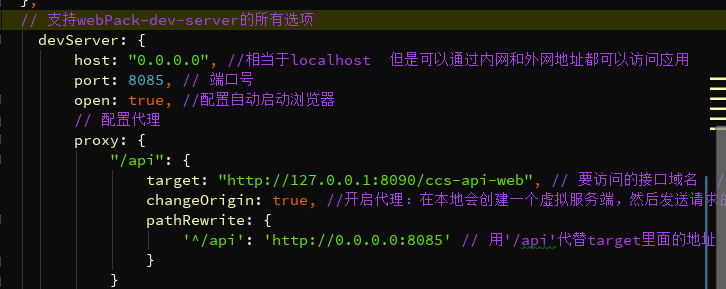 },
// 支持webPack-dev-server的所有选项
devServer: {
host: "0.0.0.0", //相当于localhost 但是可以通过内网和外网地址都可以访问应用
port: 8085, // 端口号
open: true, //配置自动启动浏览器
// 配置代理
proxy: {
"/api": {
target: "http://127.0.0.1:8090/ccs-api-web", // 要访问的接口域名 //
changeOrigin: true, //开启代理：在本地会创建一个虚拟服务端，然后发送请求的
pathRewrite: {
'^/api': 'http://0.0.0.0:8085' // 用'/api'代替target里面的地址
}
}